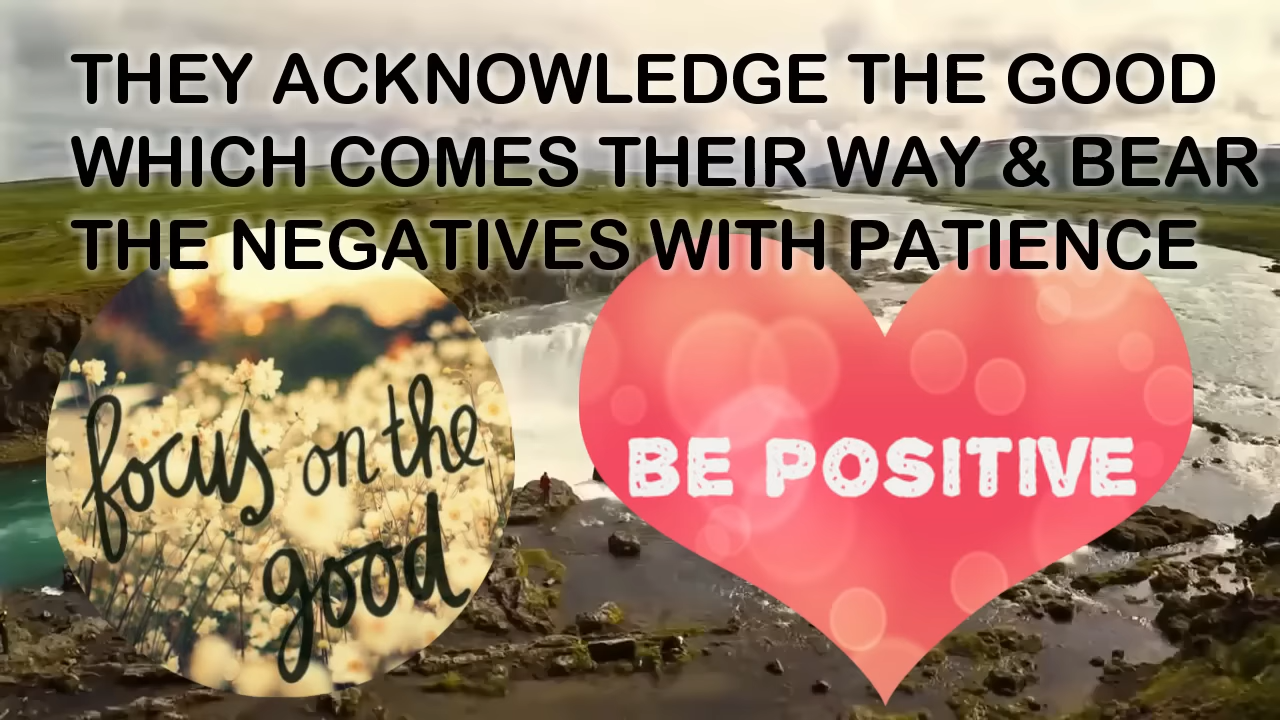 THEY ACKNOWLEDGE THE GOOD
WHICH COMES THEIR WAY & BEAR
THE NEGATIVES WITH PATIENCE
focus on the
good
BE POSITIVE